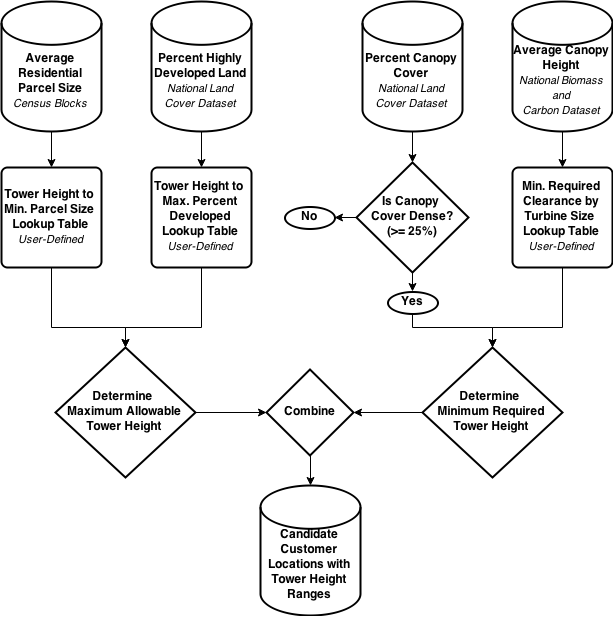 Average
Residential
Parcel Size
Census Blocks
Percent Highly
Developed Land
National Land
Cover Dataset
Percent Canopy
Cover
National Land
Cover Dataset
Average Canopy
Height
National Biomass
and
Carbon Dataset
Tower Height to
Min. Parcel Size
Lookup Table
User-Defined
Tower Height to
Max. Percent
Developed
Lookup Table
User-Defined
No
Is Canopy
Cover Dense?
(>= 25%)
Min. Required
Clearance by
Turbine Size
Lookup Table
User-Defined
Yes
Determine
Maximum Allowable
Tower Height
Combine
Determine
Minimum Required
Tower Height
Candidate
Customer
Locations with
Tower Height
Ranges